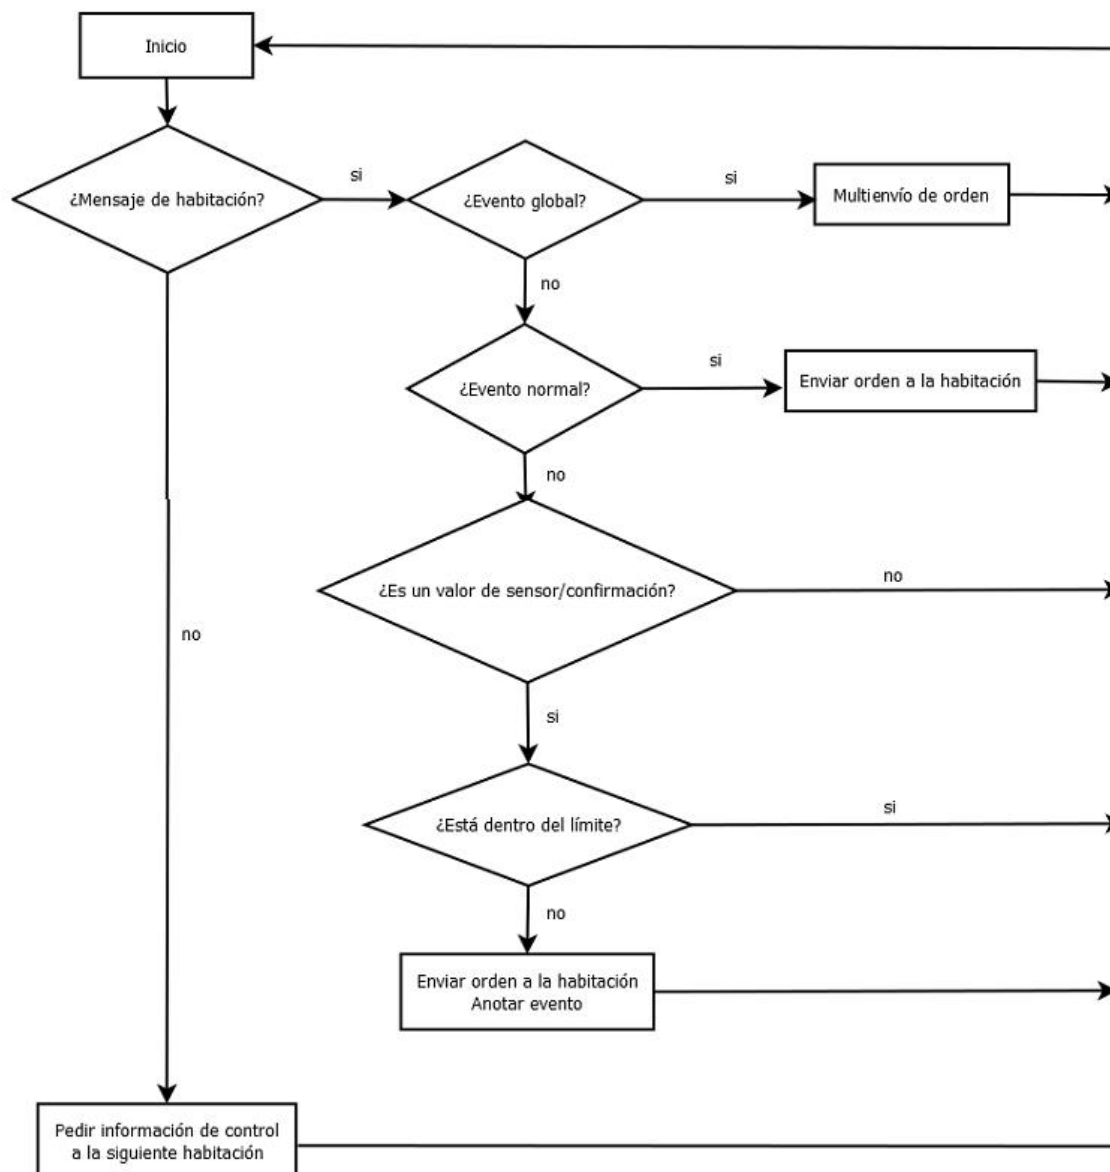 Inicio
¿Mensaje de habitación?
si
¿Evento global?
si
Multienvío de orden
no
¿Evento normal?
si
Enviar orden a la habitación
no
¿Es un valor de sensor/confirmación?
no
no
si
¿Está dentro del límite?
si
no
Enviar orden a la habitación
Anotar evento
Pedir información de control
a la siguiente habitación